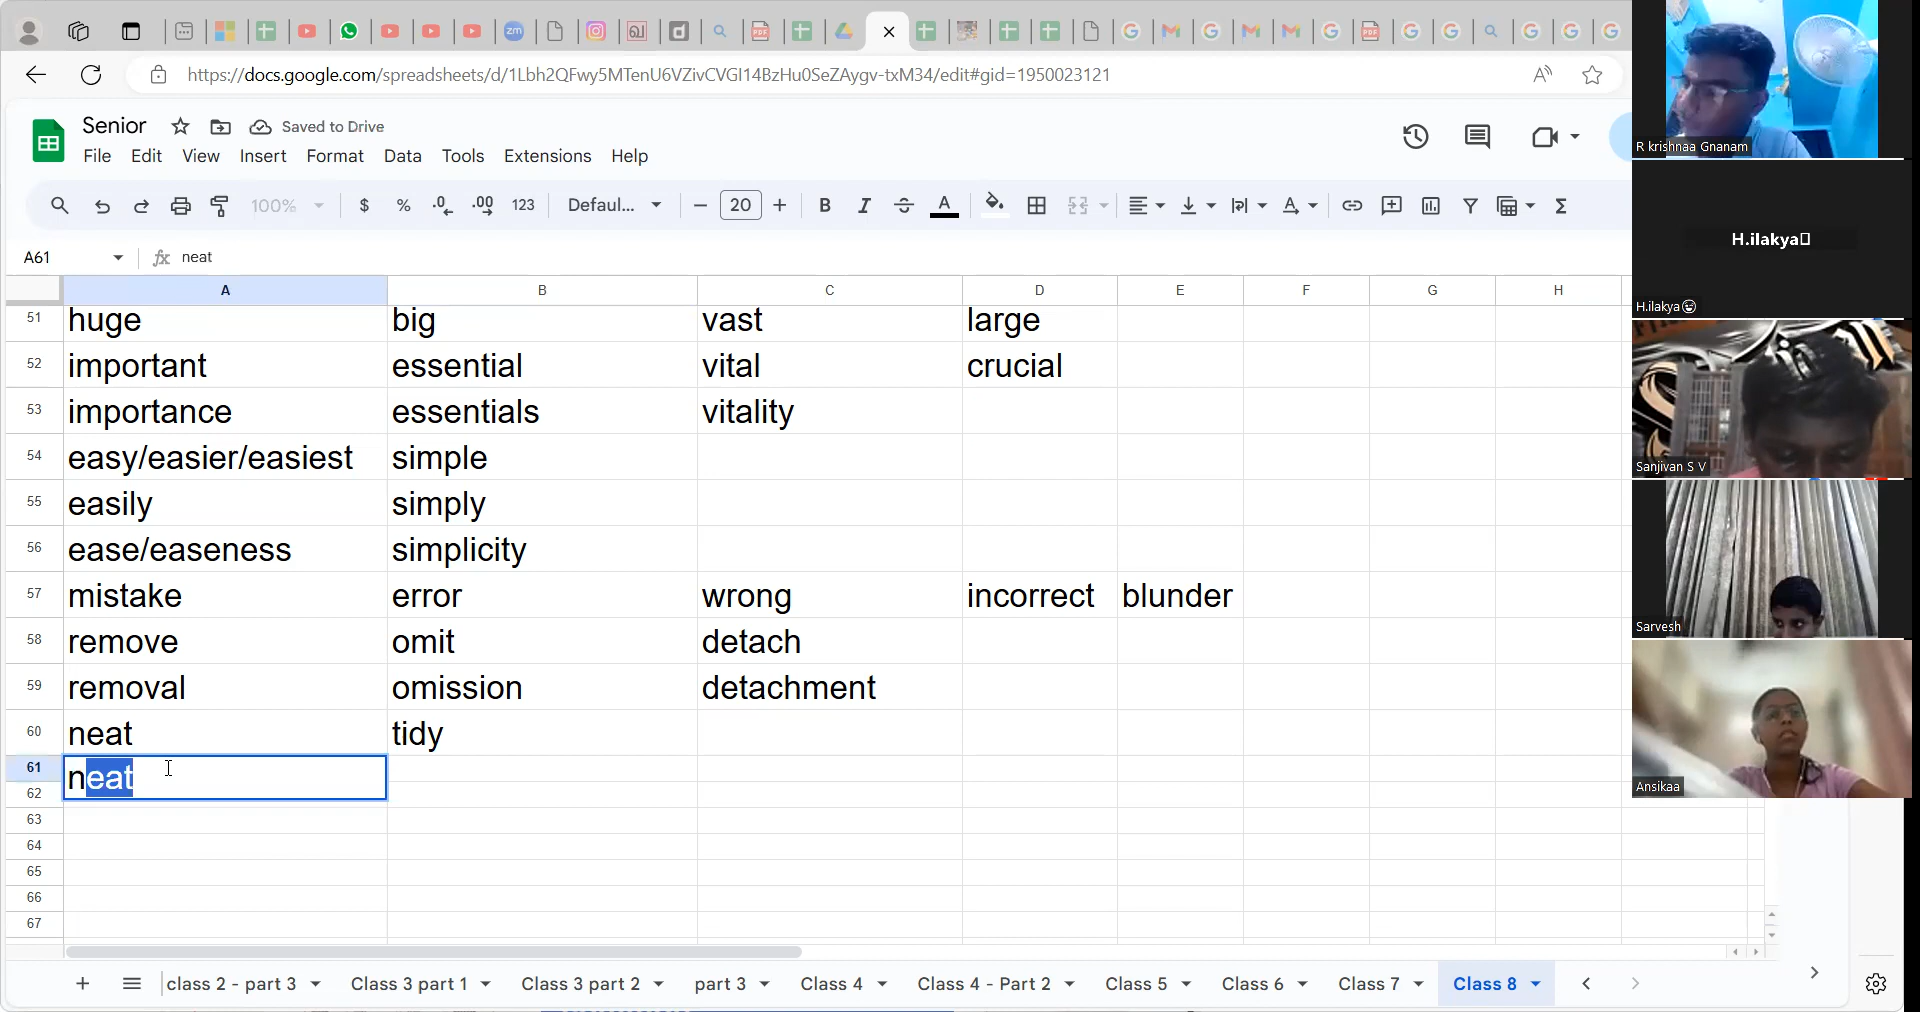 https://docs.google.com/spreadsheets/d/1Lbh2QFwy5MTenU6VZivCVGI14BzHu0SeZAygv-txM34/edit#gid=1950023121
Senior Saved to Drive
File Edit View Insert Format Data Tools Extensions Help
100% $ % .0 .00 123 Defaul... 20 B I A
A61 fx neat
A B C D E F G H
51 huge big vast large
52 important essential vital crucial
53 importance essentials vitality
54 easy/easier/easiest simple
55 easily simply
56 ease/easeness simplicity
57 mistake error wrong incorrect blunder
58 remove omit detach
59 removal omission detachment
60 neat tidy
61 neat
62
63
64
65
66
67
class 2 - part 3 Class 3 part 1 Class 3 part 2 part 3 Class 4 Class 4 - Part 2 Class 5 Class 6 Class 7 Class 8
R krishnaa Gnanam
H.ilakya
H.ilakya
Sanjivan S V
Sarvesh
Ansikaa